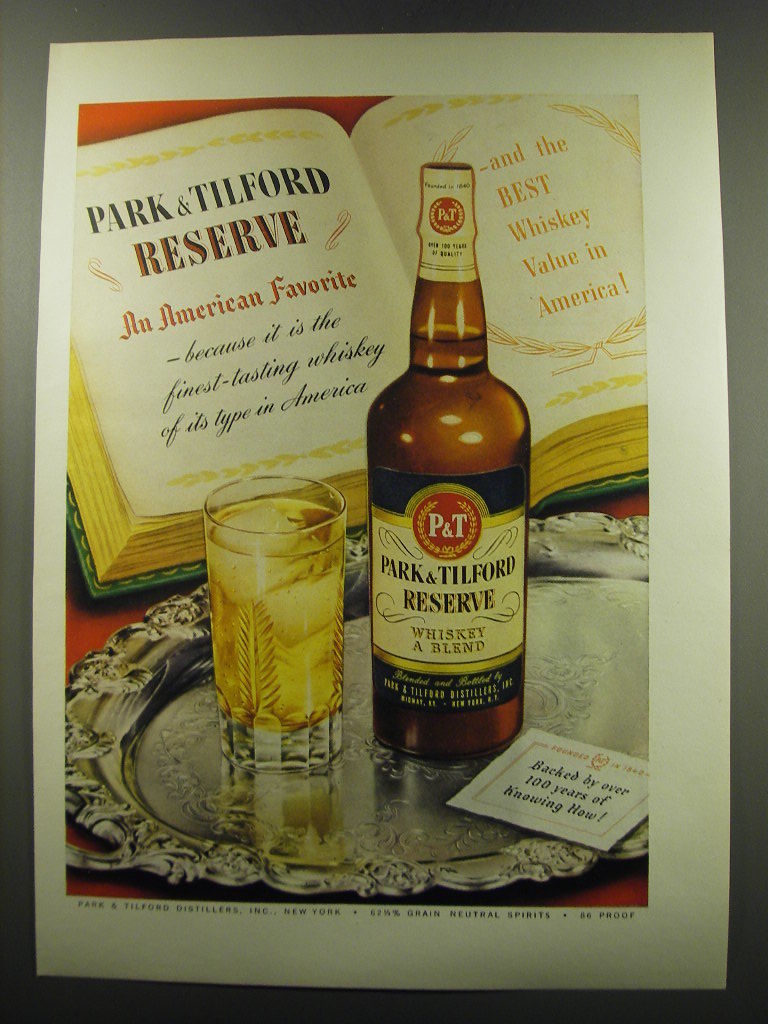 PARK & TILFORD
RESERVE
An American Favorite
– because it is the
finest-tasting whiskey
of its type in America
– and the
BEST
Whiskey
Value in
America!
Founded in 1840
P&T
OVER 100 YEARS
OF QUALITY
P&T
PARK & TILFORD
RESERVE
WHISKEY
A BLEND
Blended and Bottled by
PARK & TILFORD DISTILLERS, INC.
MIDWAY, KY. - NEW YORK, N.Y.
FOUNDED IN 1840
Backed by over
100 years of
Knowing How!
PARK & TILFORD DISTILLERS, INC., NEW YORK • 62½% GRAIN NEUTRAL SPIRITS • 86 PROOF